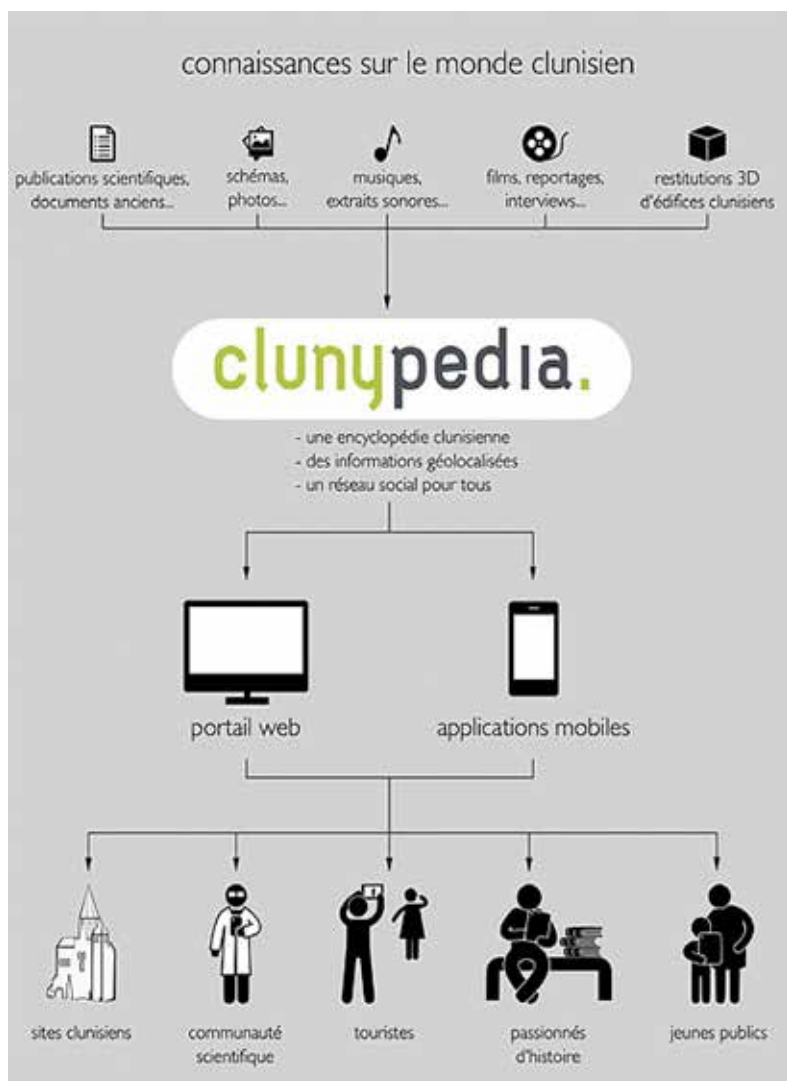 connaissances sur le monde clunisien
publications scientifiques,
documents anciens...
schémas,
photos...
musiques,
extraits sonores...
films, reportages,
interviews...
restitutions 3D
d'édifices clunisiens
clunypedia.
- une encyclopédie clunisienne
- des informations géolocalisées
- un réseau social pour tous
portail web
applications mobiles
sites clunisiens
communauté
scientifique
touristes
passionnés
d'histoire
jeunes publics